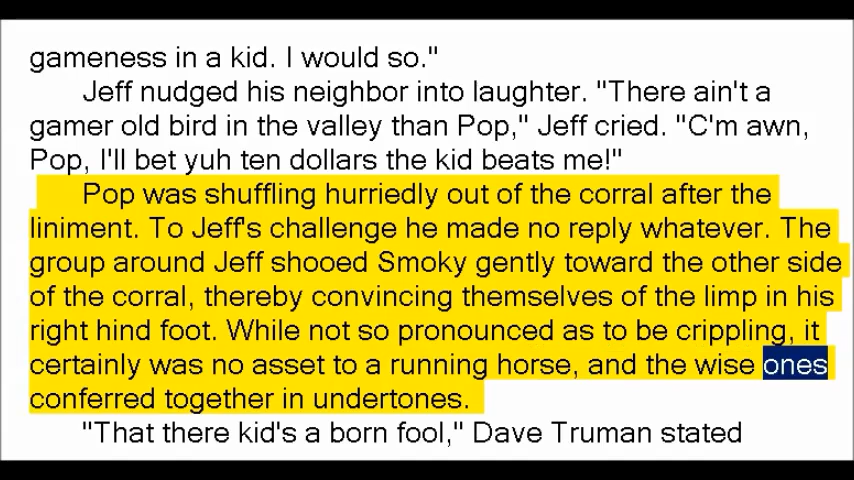 gameness in a kid. I would so."
Jeff nudged his neighbor into laughter. "There ain't a
gamer old bird in the valley than Pop," Jeff cried. "C'm awn,
Pop, I'll bet yuh ten dollars the kid beats me!"
Pop was shuffling hurriedly out of the corral after the
liniment. To Jeff's challenge he made no reply whatever. The
group around Jeff shooed Smoky gently toward the other side
of the corral, thereby convincing themselves of the limp in his
right hind foot. While not so pronounced as to be crippling, it
certainly was no asset to a running horse, and the wise ones
conferred together in undertones.
"That there kid's a born fool," Dave Truman stated